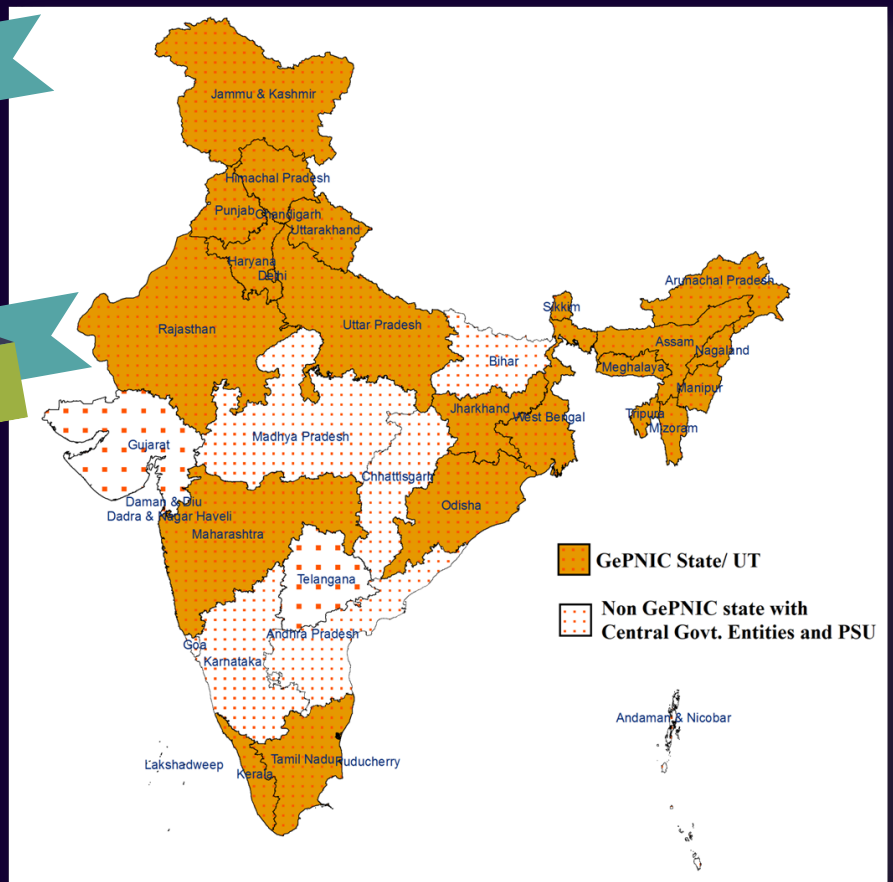 Jammu & Kashmir
Himachal Pradesh
Punjab
Chandigarh
Uttarakhand
Haryana
Delhi
Arunachal Pradesh
Sikkim
Rajasthan
Uttar Pradesh
Assam
Nagaland
Bihar
Meghalaya
Manipur
Jharkhand
West Bengal
Tripura
Mizoram
Gujarat
Madhya Pradesh
Chhattisgarh
Daman & Diu
Odisha
Dadra & Nagar Haveli
Maharashtra
GePNIC State/ UT
Telangana
Non GePNIC state with
Central Govt. Entities and PSU
Andhra Pradesh
Goa
Karnataka
Andaman & Nicobar
Lakshadweep
Tamil Nadu
Puducherry
Kerala